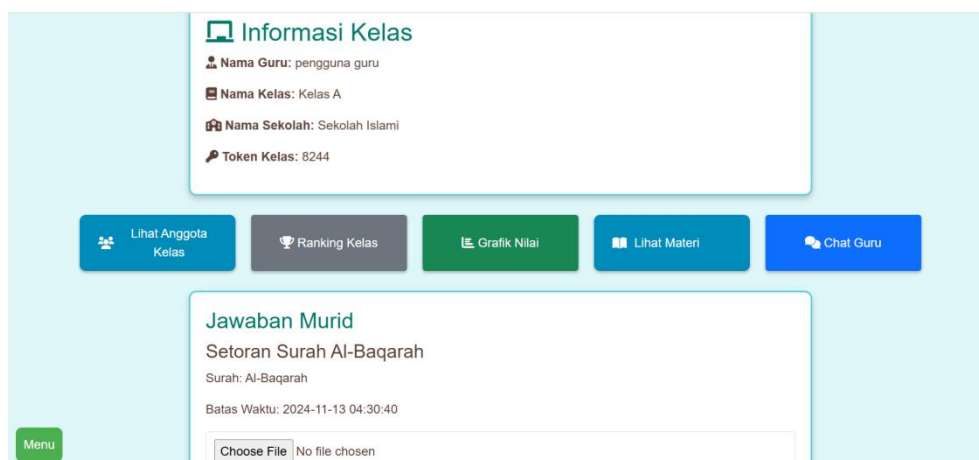 Informasi Kelas
Nama Guru: pengguna guru
Nama Kelas: Kelas A
Nama Sekolah: Sekolah Islami
Token Kelas: 8244
Lihat Anggota
Kelas
Ranking Kelas
Grafik Nilai
Lihat Materi
Chat Guru
Jawaban Murid
Setoran Surah Al-Baqarah
Surah: Al-Baqarah
Batas Waktu: 2024-11-13 04:30:40
Menu
Choose File No file chosen